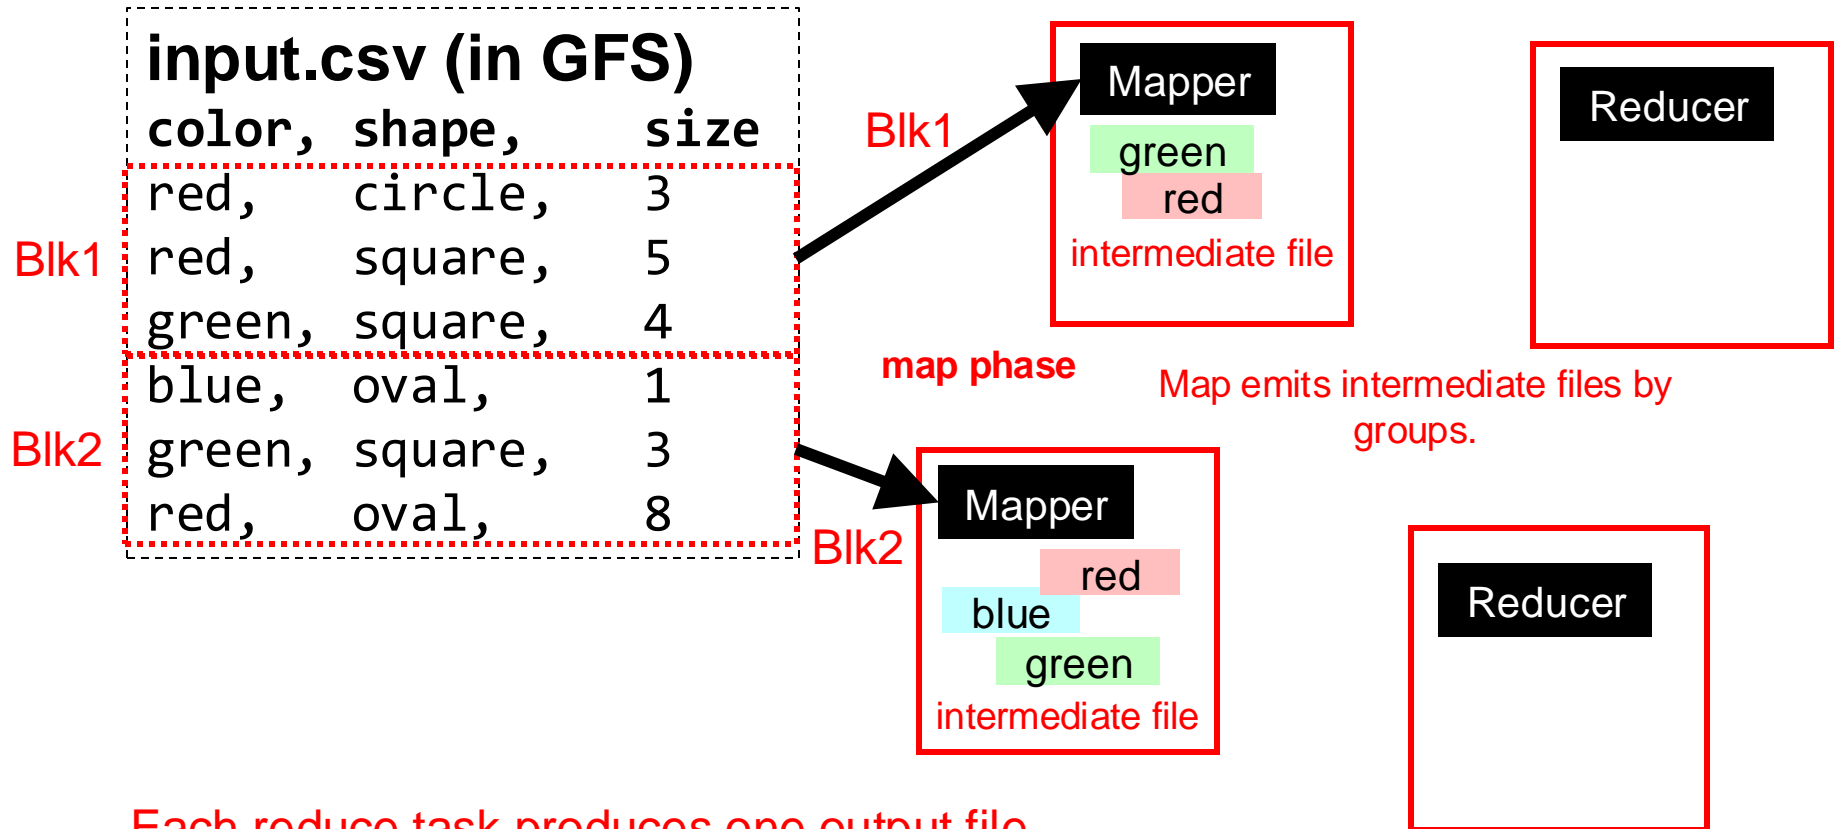 input.csv (in GFS)
color, shape, size
red, circle, 3
red, square, 5
green, square, 4
blue, oval, 1
green, square, 3
red, oval, 8
Blk1
Blk2
Blk1
Blk2
map phase
Mapper
green
red
intermediate file
Mapper
red
blue
green
intermediate file
Reducer
Map emits intermediate files by
groups.
Reducer
Each reduce task produces one output file